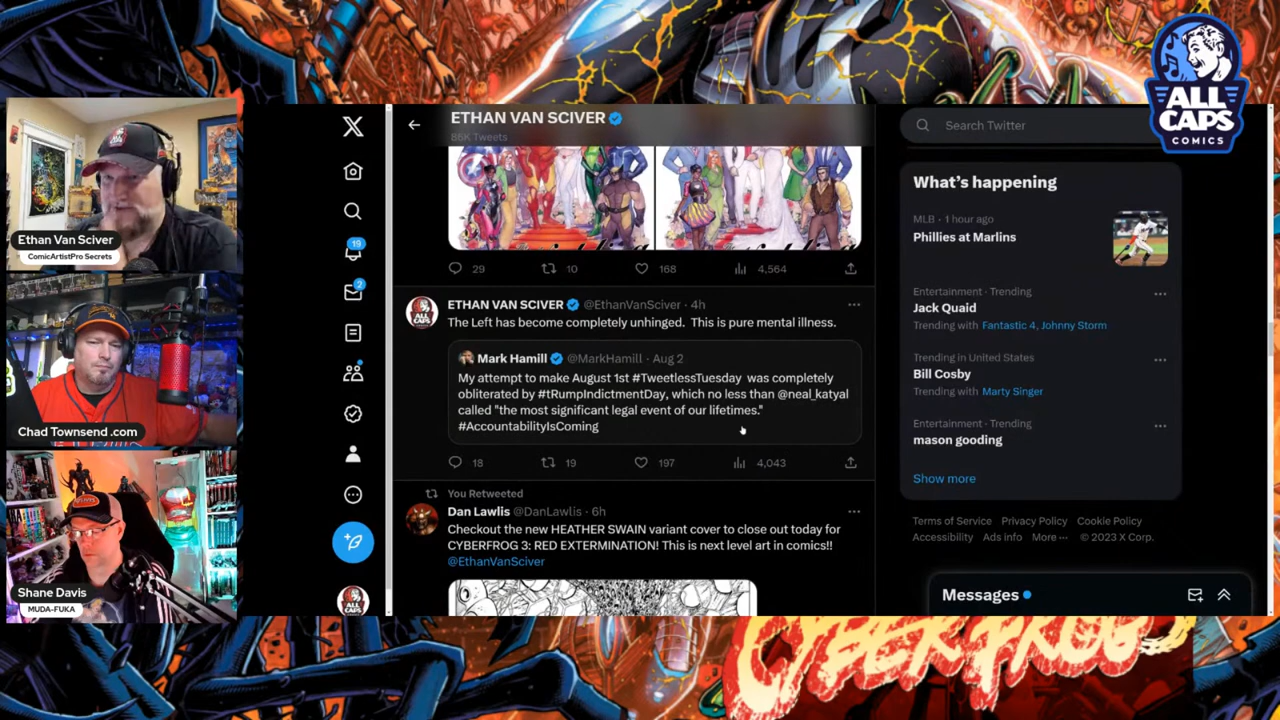 ALL
CAPS
COMICS
Ethan Van Sciver
ComicArtistPro Secrets
Chad Townsend .com
Shane Davis
MUDA-FUKA
19
2
ETHAN VAN SCIVER
86K Tweets
29
10
168
4,564
ETHAN VAN SCIVER @EthanVanSciver · 4h
The Left has become completely unhinged. This is pure mental illness.
Mark Hamill @MarkHamill · Aug 2
My attempt to make August 1st #TweetlessTuesday was completely
obliterated by #tRumpIndictmentDay, which no less than @neal_katyal
called "the most significant legal event of our lifetimes."
#AccountabilityIsComing
18
19
197
4,043
You Retweeted
Dan Lawlis @DanLawlis · 6h
Checkout the new HEATHER SWAIN variant cover to close out today for
CYBERFROG 3: RED EXTERMINATION! This is next level art in comics!!
@EthanVanSciver
Search Twitter
What's happening
MLB · 1 hour ago
Phillies at Marlins
Entertainment · Trending
Jack Quaid
Trending with Fantastic 4, Johnny Storm
Trending in United States
Bill Cosby
Trending with Marty Singer
Entertainment · Trending
mason gooding
Show more
Terms of Service Privacy Policy Cookie Policy
Accessibility Ads info More ··· © 2023 X Corp.
Messages
CYBERFROG